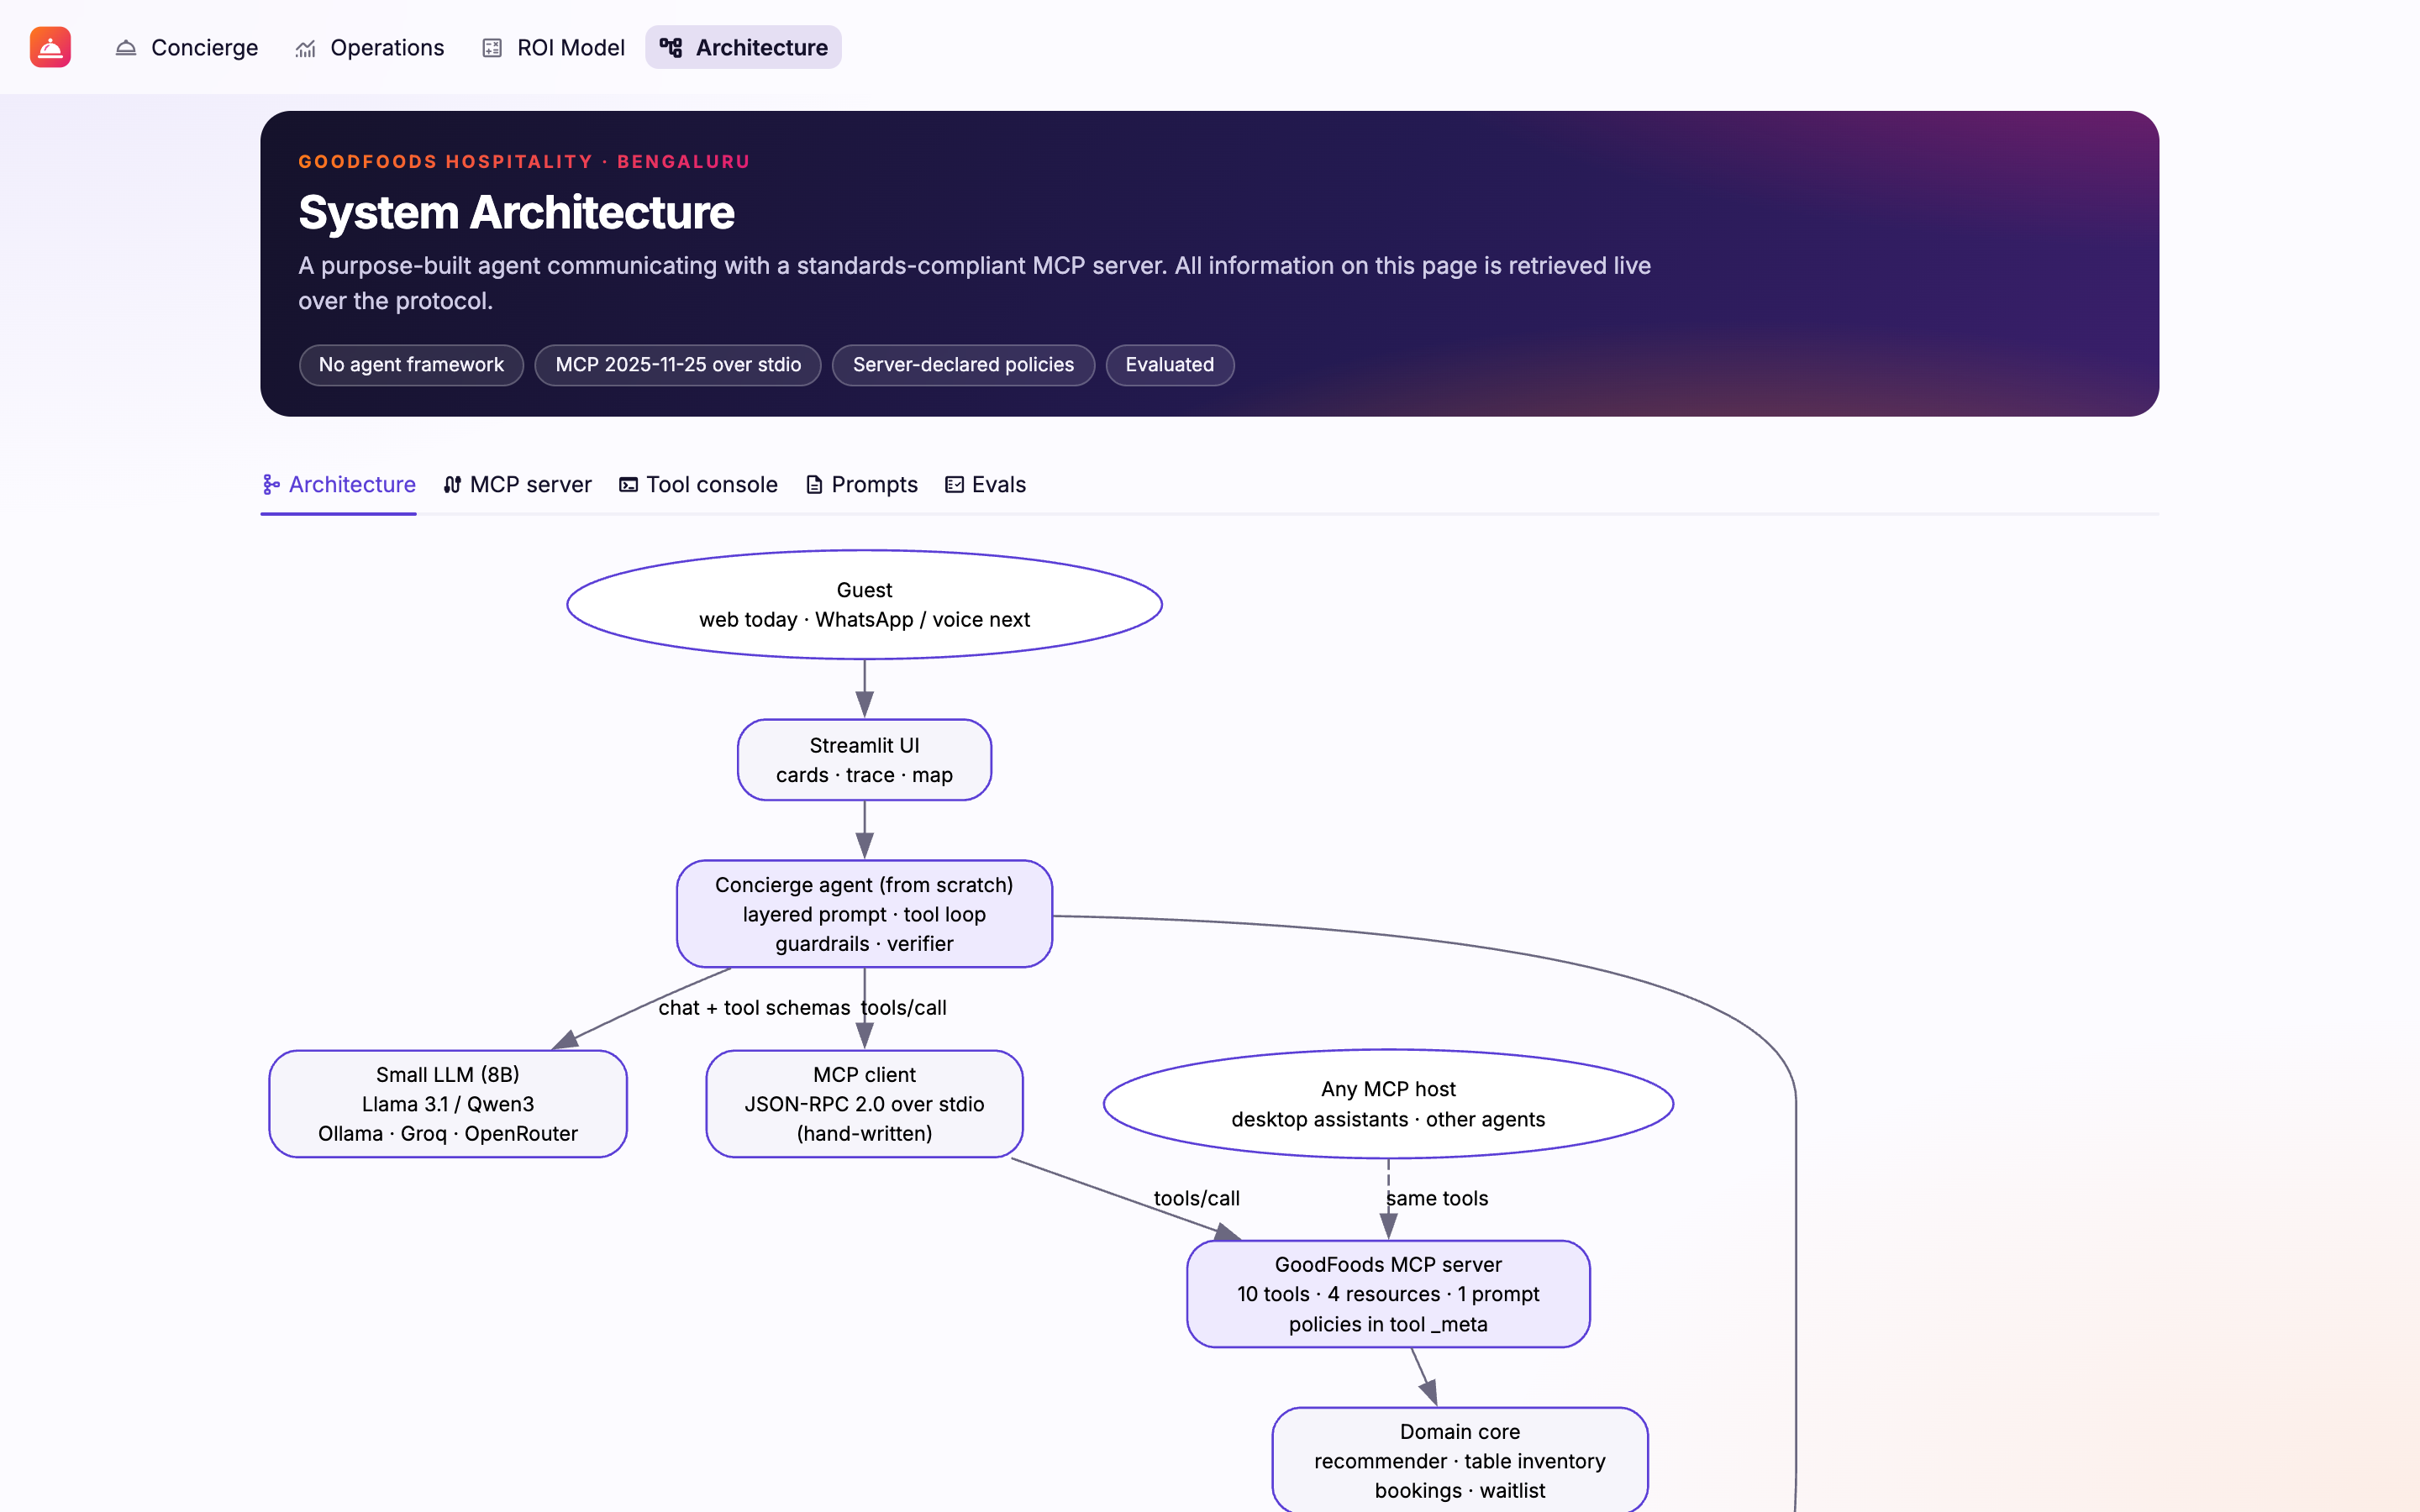 Concierge
Operations
ROI Model
Architecture
GOODFOODS HOSPITALITY · BENGALURU
System Architecture
A purpose-built agent communicating with a standards-compliant MCP server. All information on this page is retrieved live
over the protocol.
No agent framework
MCP 2025-11-25 over stdio
Server-declared policies
Evaluated
Architecture
MCP server
Tool console
Prompts
Evals
Guest
web today · WhatsApp / voice next
Streamlit UI
cards · trace · map
Concierge agent (from scratch)
layered prompt · tool loop
guardrails · verifier
chat + tool schemas
tools/call
Small LLM (8B)
Llama 3.1 / Qwen3
Ollama · Groq · OpenRouter
MCP client
JSON-RPC 2.0 over stdio
(hand-written)
Any MCP host
desktop assistants · other agents
tools/call
same tools
GoodFoods MCP server
10 tools · 4 resources · 1 prompt
policies in tool _meta
Domain core
recommender · table inventory
bookings · waitlist